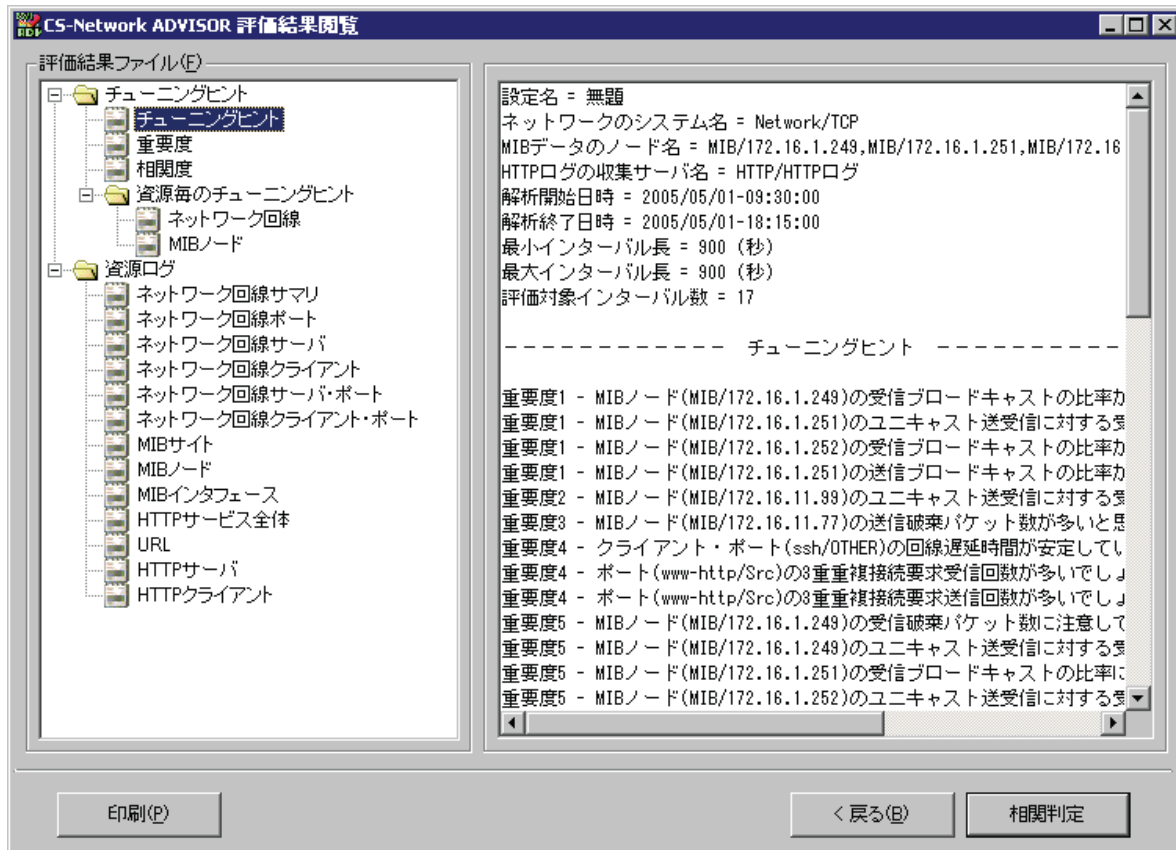 CS-Network ADVISOR 評価結果閲覧
評価結果ファイル(F)
チューニングヒント
チューニングヒント
重要度
相関度
資源毎のチューニングヒント
ネットワーク回線
MIBノード
資源ログ
ネットワーク回線サマリ
ネットワーク回線ポート
ネットワーク回線サーバ
ネットワーク回線クライアント
ネットワーク回線サーバ・ポート
ネットワーク回線クライアント・ポート
MIBサイト
MIBノード
MIBインタフェース
HTTPサービス全体
URL
HTTPサーバ
HTTPクライアント
設定名 = 無題
ネットワークのシステム名 = Network/TCP
MIBデータのノード名 = MIB/172.16.1.249,MIB/172.16.1.251,MIB/172.16
HTTPログの収集サーバ名 = HTTP/HTTPログ
解析開始日時 = 2005/05/01-09:30:00
解析終了日時 = 2005/05/01-18:15:00
最小インターバル長 = 900 (秒)
最大インターバル長 = 900 (秒)
評価対象インターバル数 = 17
- - - - - - - - - - - - チューニングヒント - - - - - - - - - -
重要度1 - MIBノード(MIB/172.16.1.249)の受信ブロードキャストの比率が
重要度1 - MIBノード(MIB/172.16.1.251)のユニキャスト送受信に対する受
重要度1 - MIBノード(MIB/172.16.1.252)の受信ブロードキャストの比率が
重要度1 - MIBノード(MIB/172.16.1.251)の送信ブロードキャストの比率が
重要度2 - MIBノード(MIB/172.16.11.99)のユニキャスト送受信に対する受
重要度3 - MIBノード(MIB/172.16.11.77)の送信破棄パケット数が多いと思
重要度4 - クライアント・ポート(ssh/OTHER)の回線遅延時間が安定してい
重要度4 - ポート(www-http/Src)の3重重複接続要求受信回数が多いでしょ
重要度4 - ポート(www-http/Src)の3重重複接続要求送信回数が多いでしょ
重要度5 - MIBノード(MIB/172.16.1.249)の受信破棄パケット数に注意して
重要度5 - MIBノード(MIB/172.16.1.249)のユニキャスト送受信に対する受
重要度5 - MIBノード(MIB/172.16.1.251)の受信ブロードキャストの比率に
重要度5 - MIBノード(MIB/172.16.1.252)のユニキャスト送受信に対する受
印刷(P)
< 戻る(B)
相関判定